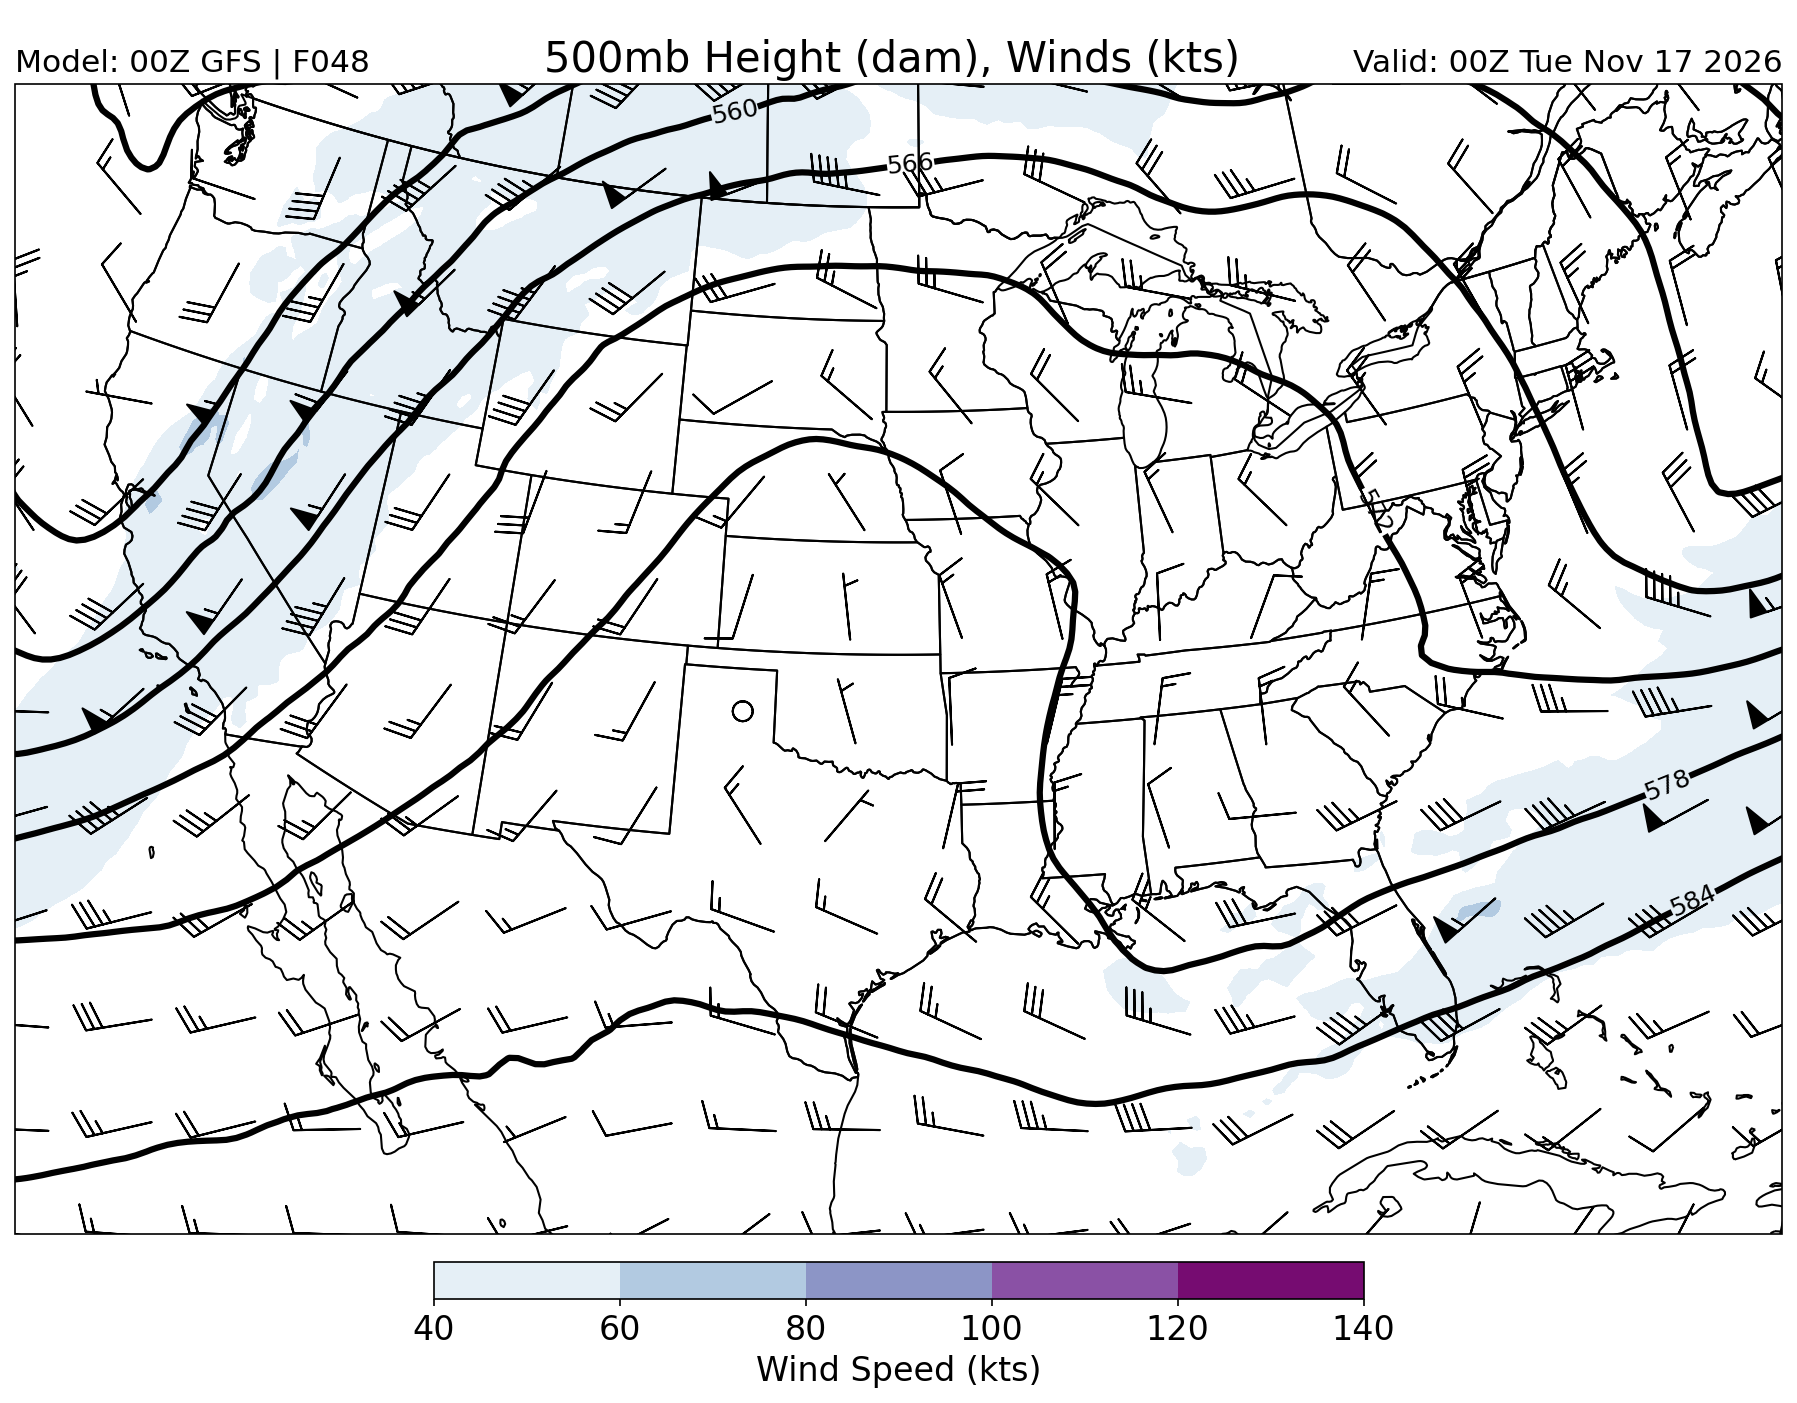 Model: 00Z GFS | F048
500mb Height (dam), Winds (kts)
Valid: 00Z Tue Nov 17 2026
560
566
578
584
40 60 80 100 120 140
Wind Speed (kts)